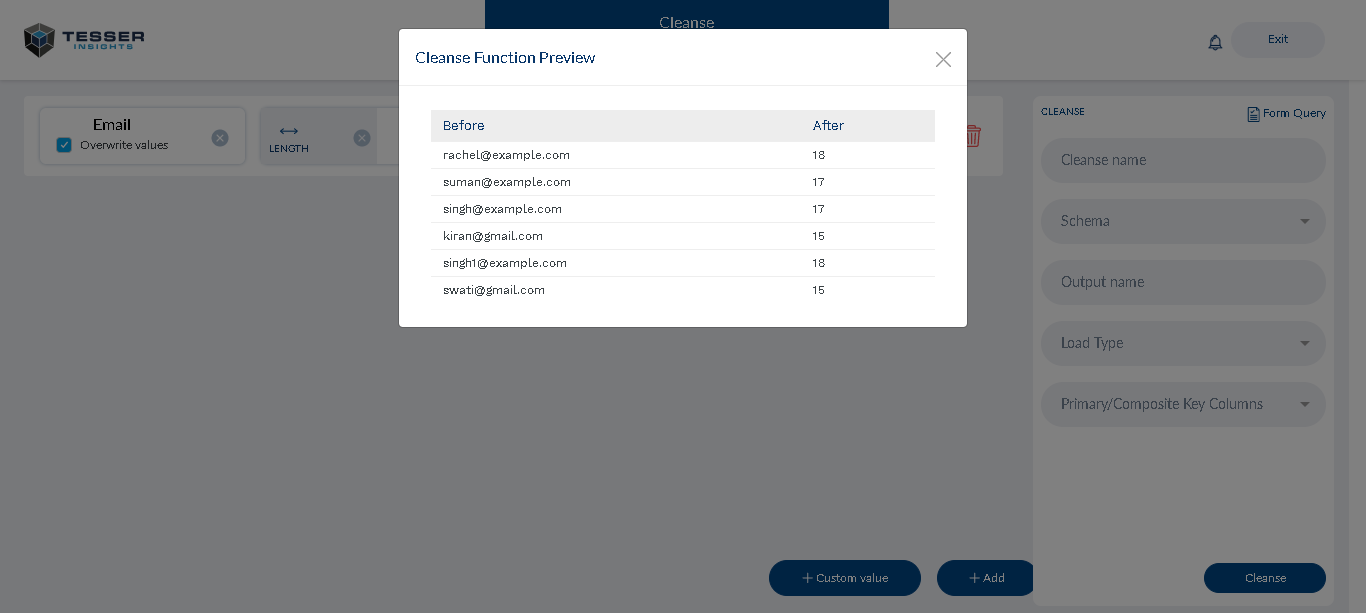 Cleanse
TESSER
INSIGHTS
Exit
Cleanse Function Preview
Before After
rachel@example.com 18
suman@example.com 17
singh@example.com 17
kiran@gmail.com 15
singh1@example.com 18
swati@gmail.com 15
Email
Overwrite values
LENGTH
CLEANSE
Form Query
Cleanse name
Schema
Output name
Load Type
Primary/Composite Key Columns
+ Custom value
+ Add
Cleanse